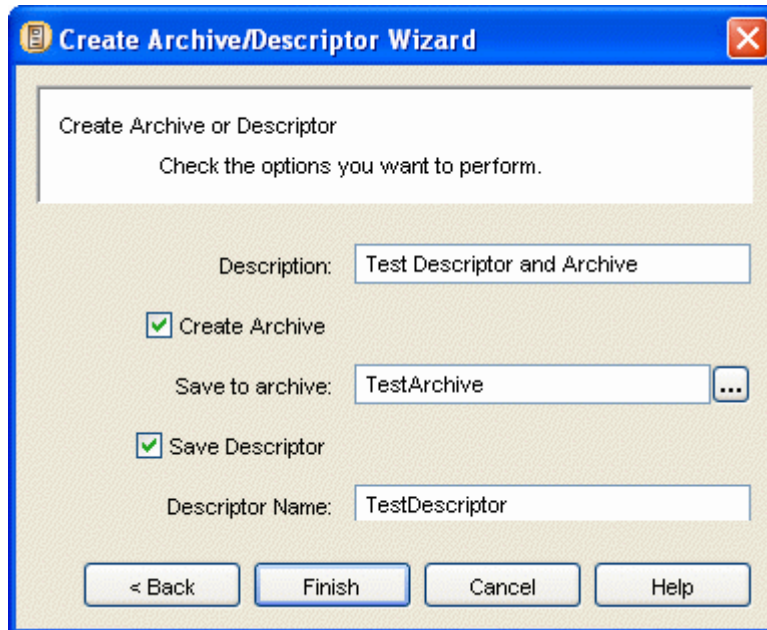 Create Archive/Descriptor Wizard
Create Archive or Descriptor
Check the options you want to perform.
Description: Test Descriptor and Archive
Create Archive
Save to archive: TestArchive ...
Save Descriptor
Descriptor Name: TestDescriptor
< Back Finish Cancel Help